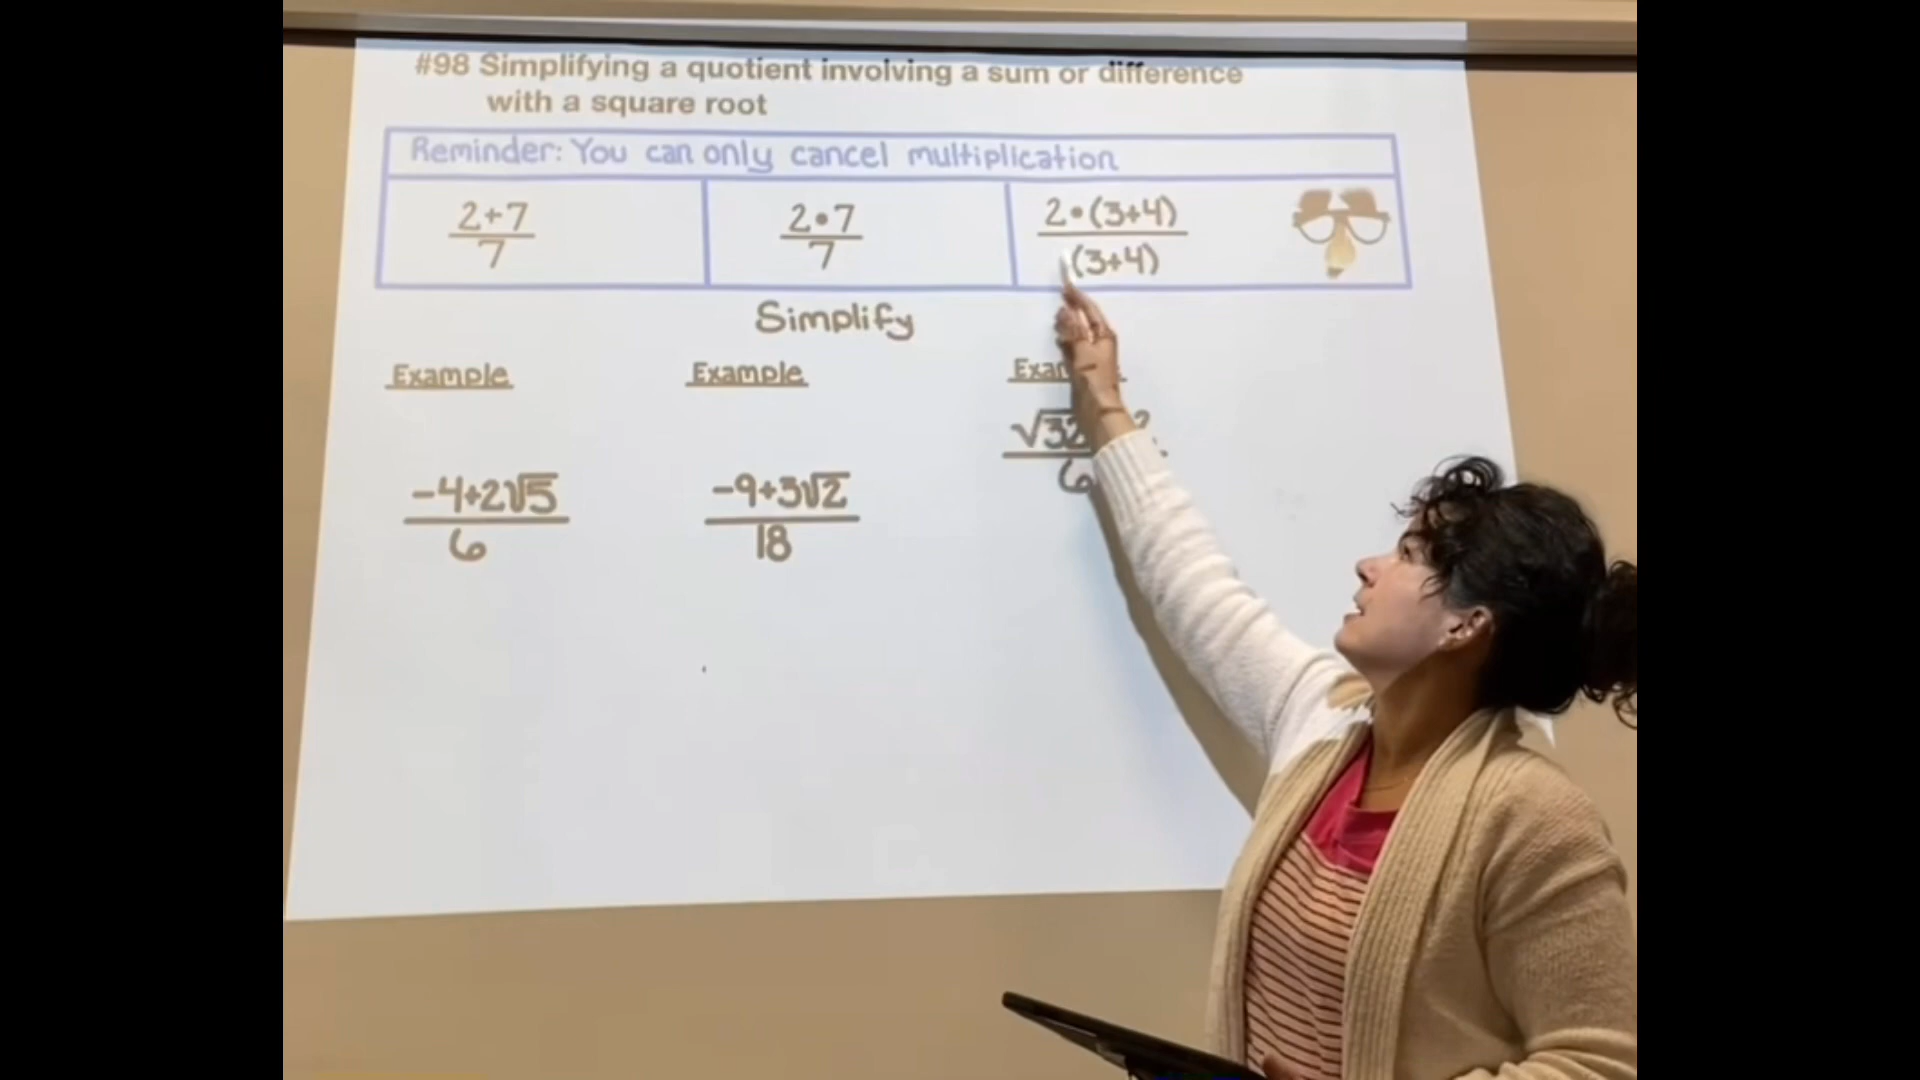 #98 Simplifying a quotient involving a sum or difference
with a square root
Reminder: You can only cancel multiplication
2+7
7
2•7
7
2•(3+4)
(3+4)
Simplify
Example
Example
-4+2√5
6
-9+3√2
18
√32
6